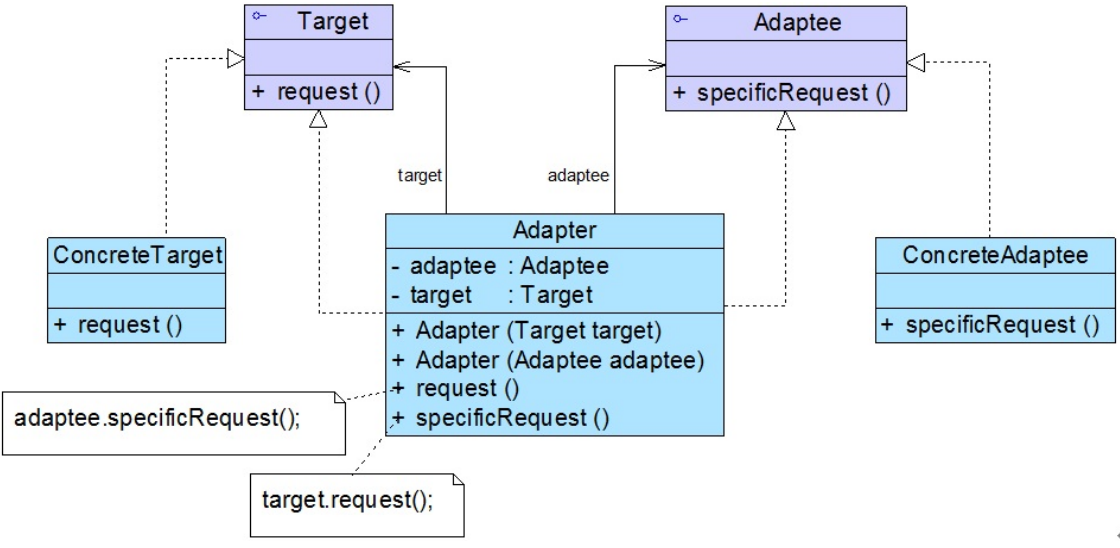 Target
+ request ()
Adaptee
+ specificRequest ()
target
adaptee
ConcreteTarget
+ request ()
Adapter
- adaptee : Adaptee
- target : Target
+ Adapter (Target target)
+ Adapter (Adaptee adaptee)
+ request ()
+ specificRequest ()
ConcreteAdaptee
+ specificRequest ()
adaptee.specificRequest();
target.request();